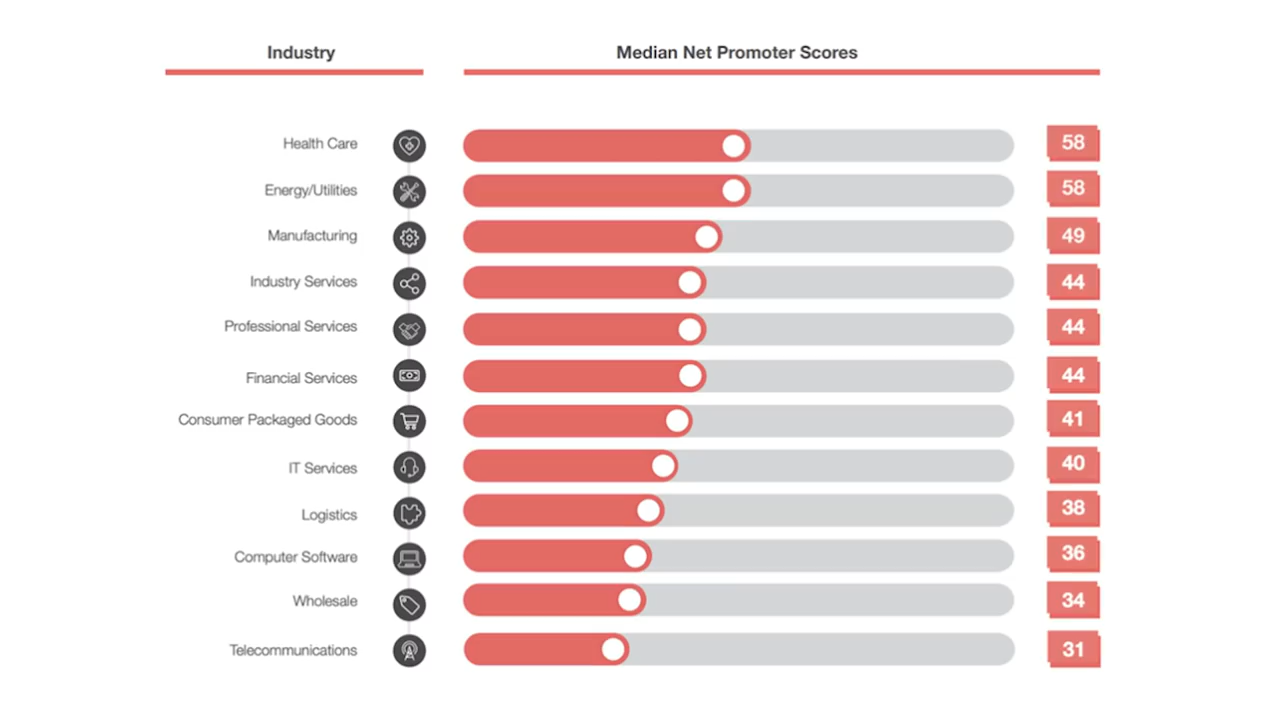 Industry Median Net Promoter Scores
Health Care 58
Energy/Utilities 58
Manufacturing 49
Industry Services 44
Professional Services 44
Financial Services 44
Consumer Packaged Goods 41
IT Services 40
Logistics 38
Computer Software 36
Wholesale 34
Telecommunications 31